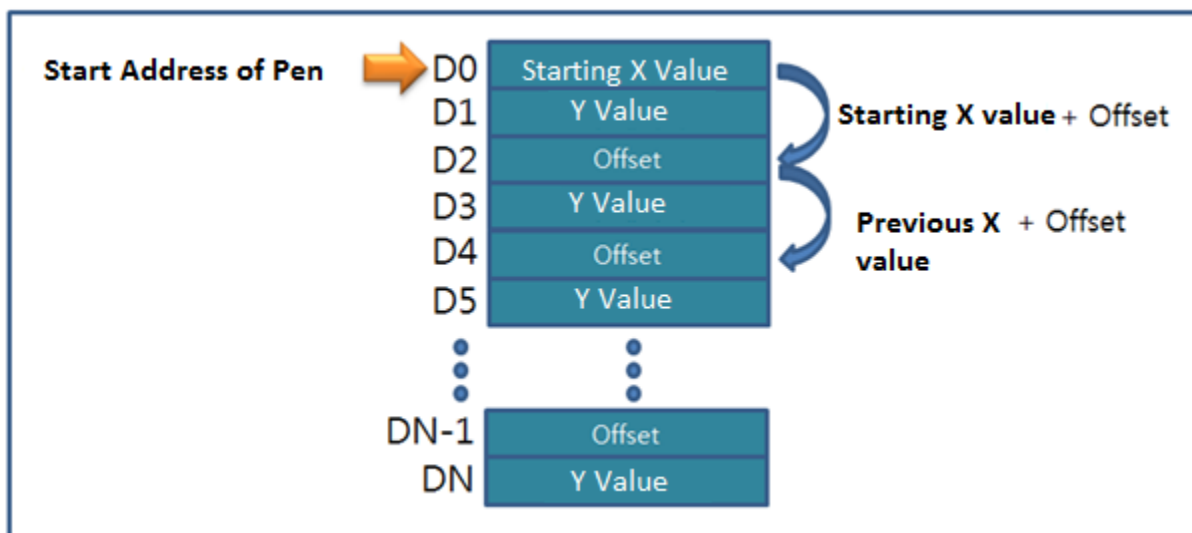 Start Address of Pen
D0 Starting X Value
D1 Y Value
Starting X value + Offset
D2 Offset
D3 Y Value
Previous X + Offset
value
D4 Offset
D5 Y Value
DN-1 Offset
DN Y Value